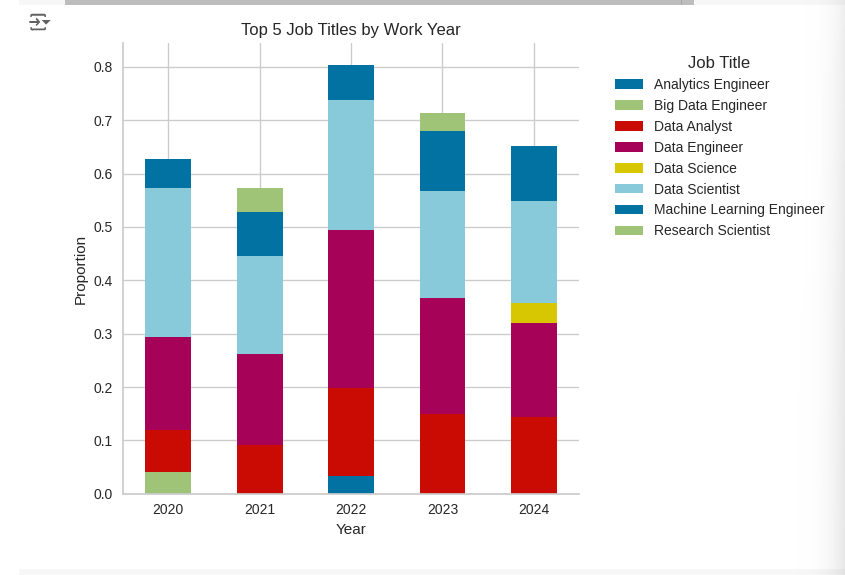 Top 5 Job Titles by Work Year
Job Title
Analytics Engineer
Big Data Engineer
Data Analyst
Data Engineer
Data Science
Data Scientist
Machine Learning Engineer
Research Scientist
Proportion
0.8
0.7
0.6
0.5
0.4
0.3
0.2
0.1
0.0
2020 2021 2022 2023 2024
Year